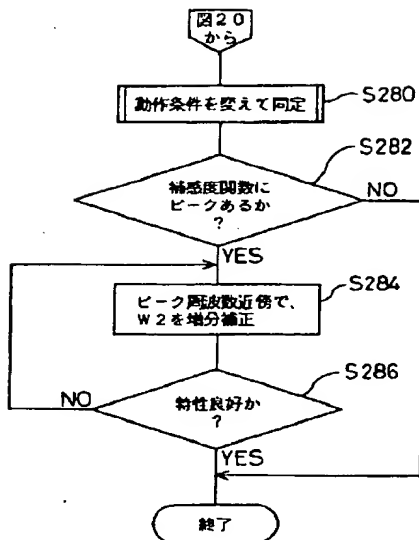 図20
から
動作条件を変えて同定
S280
S282
補感度関数に
ピークあるか
?
NO
YES
ピーク周波数近傍で、
W2を増分補正
S284
S286
特性良好か
?
NO
YES
終了